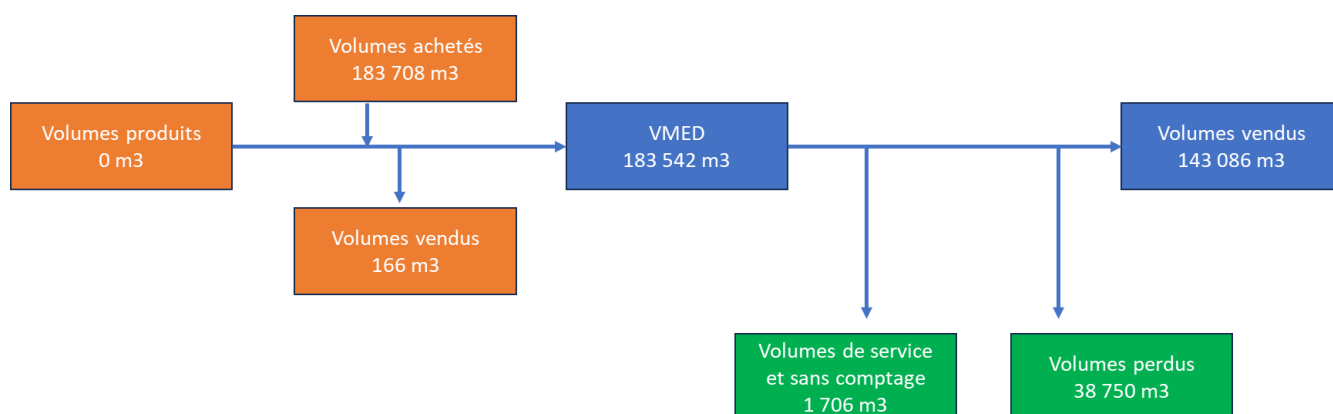 Volumes achetés
183 708 m3
Volumes produits
0 m3
VMED
183 542 m3
Volumes vendus
143 086 m3
Volumes vendus
166 m3
Volumes de service
et sans comptage
1 706 m3
Volumes perdus
38 750 m3